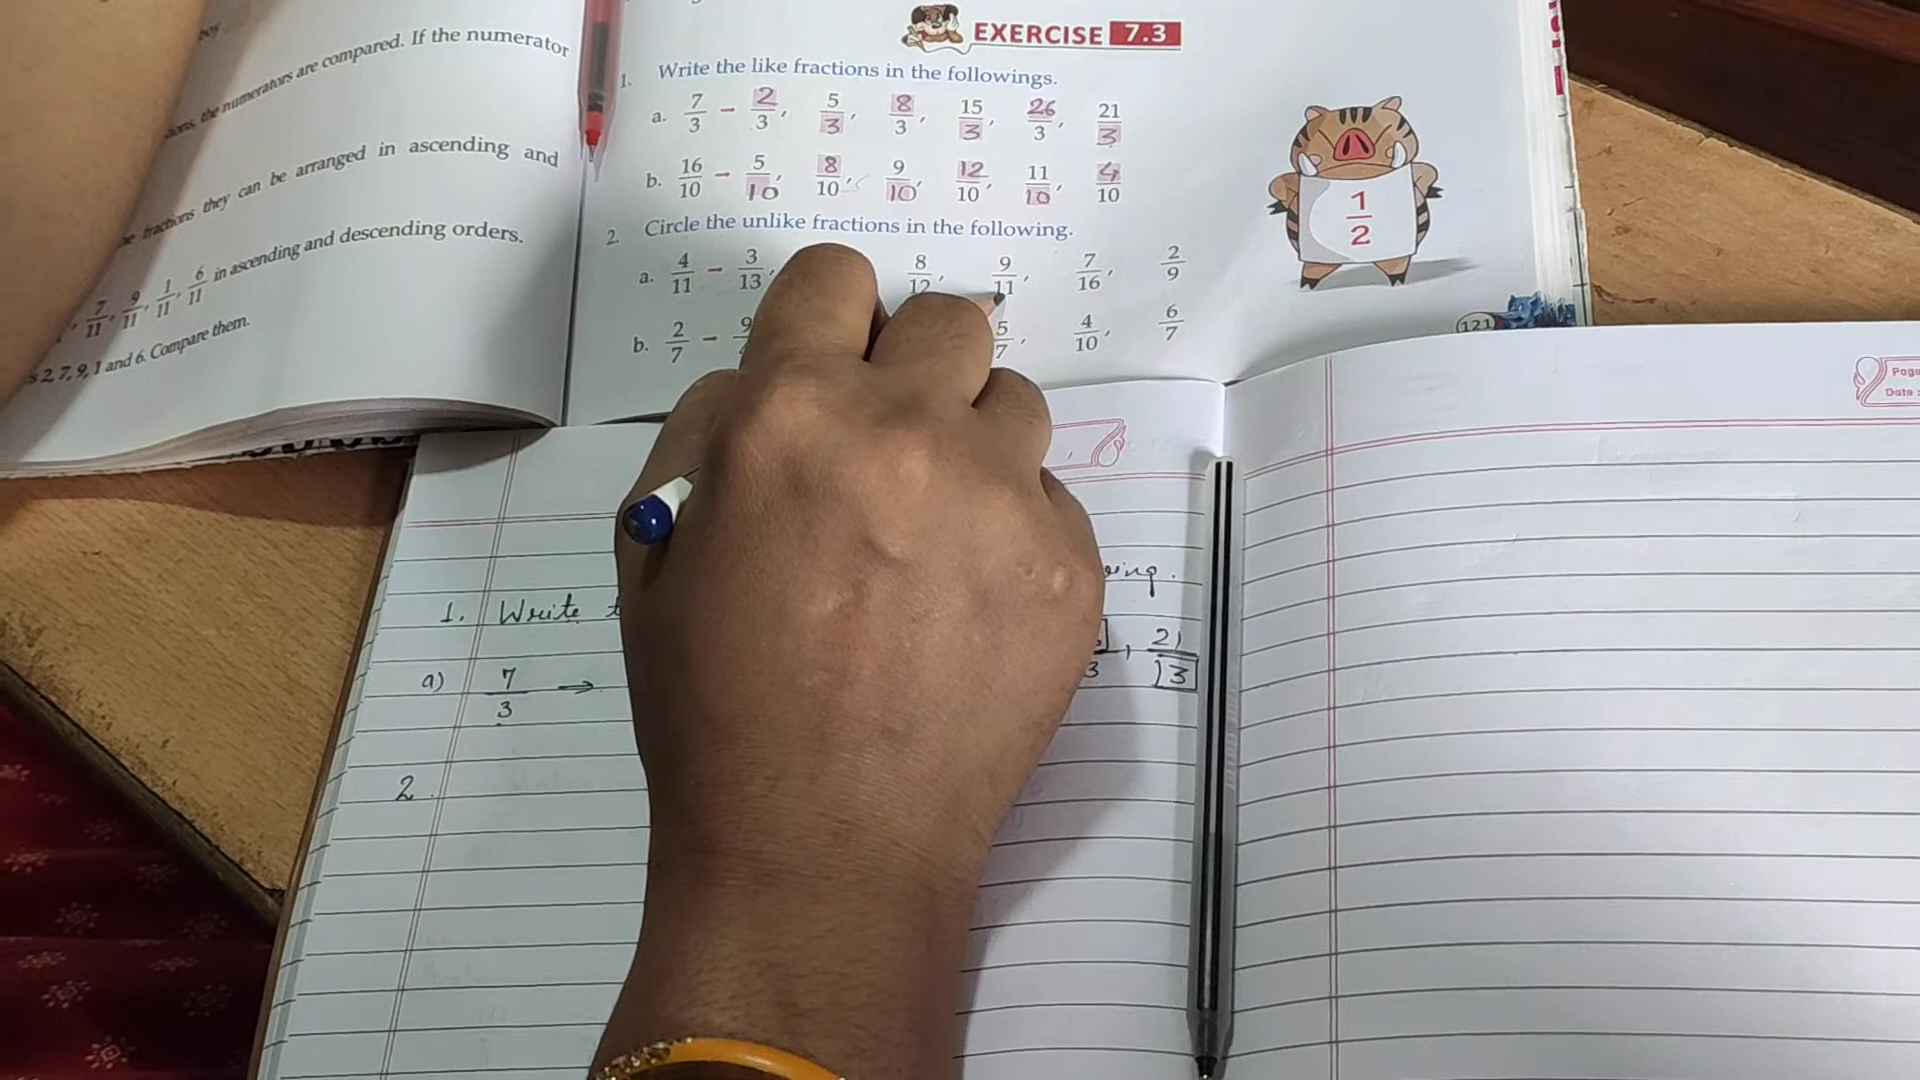 boy
the numerators are compared. If the numerator
fractions they can be arranged in ascending and
7/11, 9/11, 1/11, 6/11 in ascending and descending orders.
2, 7, 9, 1 and 6. Compare them.
EXERCISE 7.3
1. Write the like fractions in the followings.
a. 7/3 - 2/3, 5/3, 8/3, 15/3, 26/3, 21/3
b. 16/10 - 5/10, 8/10, 9/10, 12/10, 11/10, 4/10
2. Circle the unlike fractions in the following.
a. 4/11 - 3/13, 8/12, 9/11, 7/16, 2/9
b. 2/7 - 5/7, 4/10, 6/7
1/2
121
Page
Date :
1. Write
a) 7/3 → 3, 21/3
2.